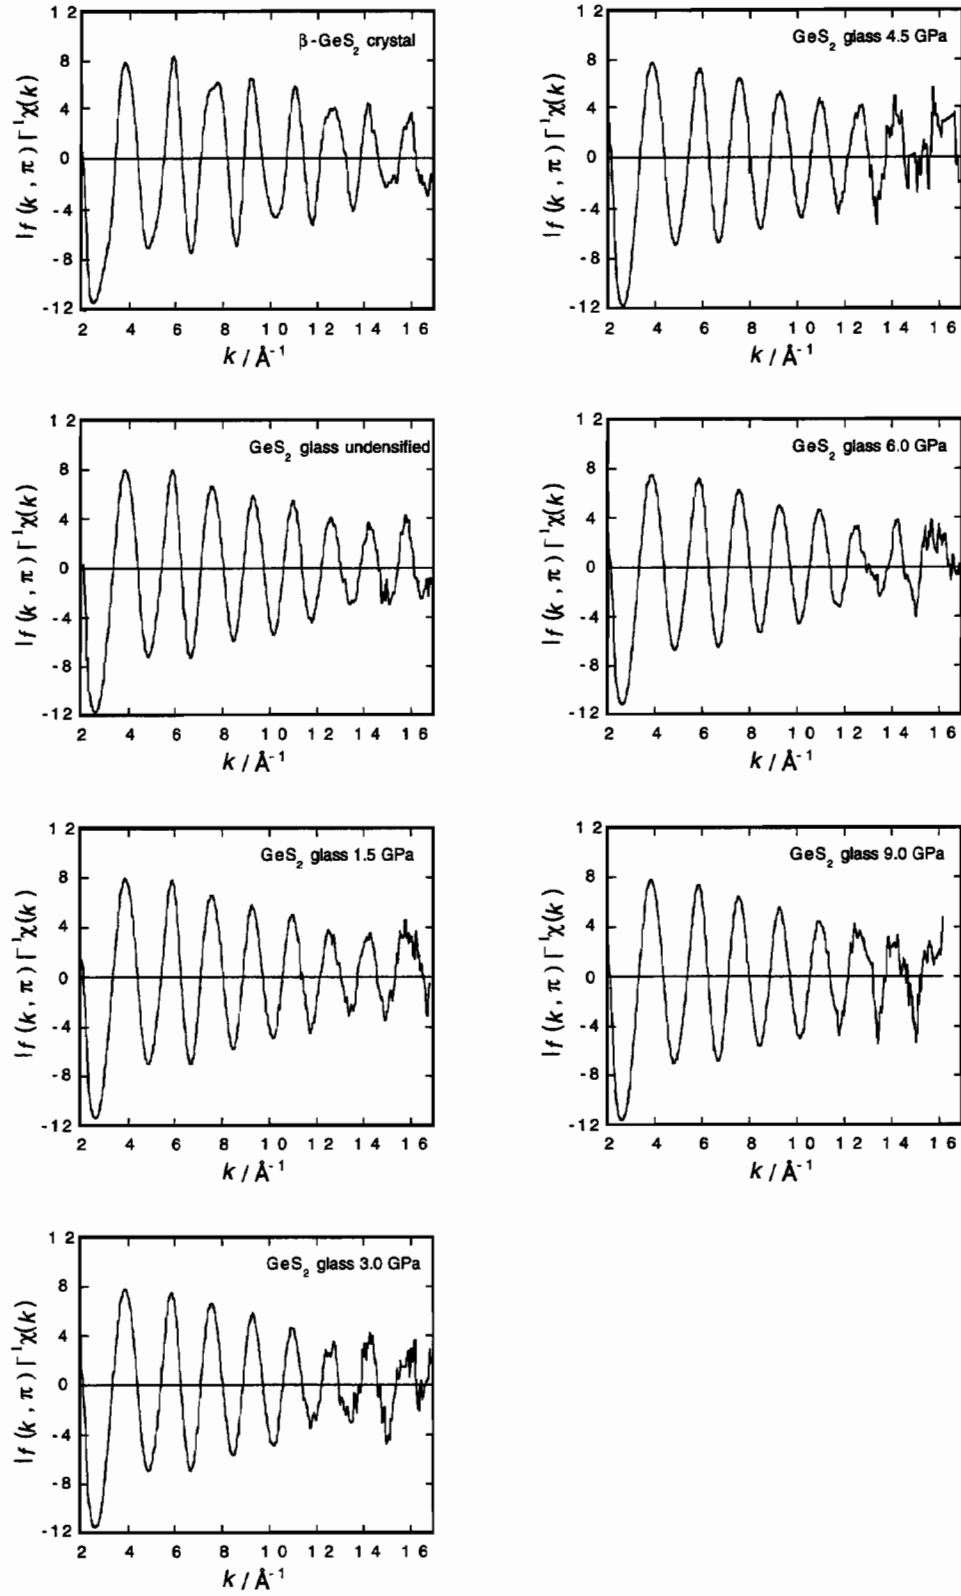 β-GeS₂ crystal
|f(k,π)|⁻¹χ(k)
12
8
4
0
-4
-8
-12
2 4 6 8 10 12 14 16
k / Å⁻¹
GeS₂ glass undensified
|f(k,π)|⁻¹χ(k)
12
8
4
0
-4
-8
-12
2 4 6 8 10 12 14 16
k / Å⁻¹
GeS₂ glass 1.5 GPa
|f(k,π)|⁻¹χ(k)
12
8
4
0
-4
-8
-12
2 4 6 8 10 12 14 16
k / Å⁻¹
GeS₂ glass 3.0 GPa
|f(k,π)|⁻¹χ(k)
12
8
4
0
-4
-8
-12
2 4 6 8 10 12 14 16
k / Å⁻¹
GeS₂ glass 4.5 GPa
|f(k,π)|⁻¹χ(k)
12
8
4
0
-4
-8
-12
2 4 6 8 10 12 14 16
k / Å⁻¹
GeS₂ glass 6.0 GPa
|f(k,π)|⁻¹χ(k)
12
8
4
0
-4
-8
-12
2 4 6 8 10 12 14 16
k / Å⁻¹
GeS₂ glass 9.0 GPa
|f(k,π)|⁻¹χ(k)
12
8
4
0
-4
-8
-12
2 4 6 8 10 12 14 16
k / Å⁻¹